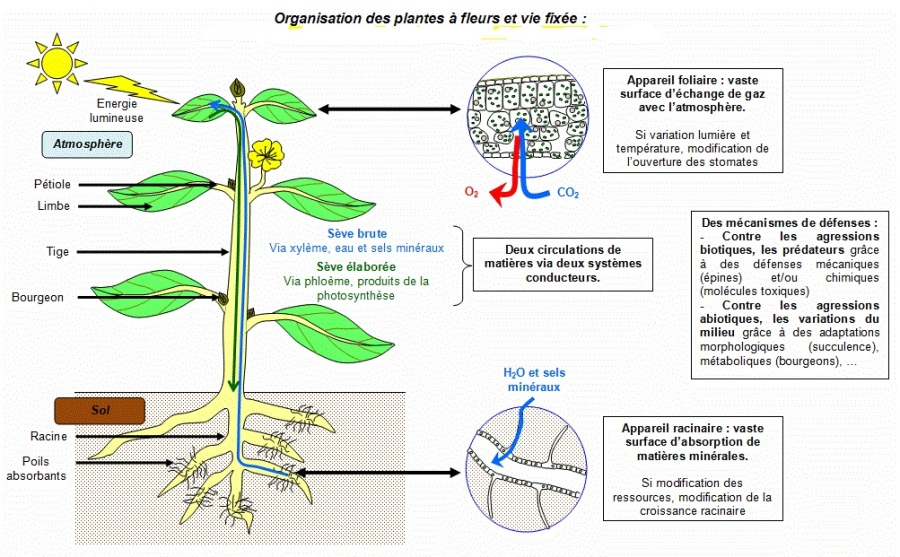 Organisation des plantes à fleurs et vie fixée :
Energie
lumineuse
Atmosphère
Pétiole
Limbe
Tige
Bourgeon
Sol
Racine
Poils
absorbants
Sève brute
Via xylème, eau et sels minéraux
Sève élaborée
Via phloème, produits de la
photosynthèse
O₂
CO₂
Deux circulations de
matières via deux systèmes
conducteurs.
H₂O et sels
minéraux
Appareil foliaire : vaste
surface d'échange de gaz
avec l'atmosphère.
Si variation lumière et
température, modification de
l'ouverture des stomates
Des mécanismes de défenses :
- Contre les agressions
biotiques, les prédateurs grâce
à des défenses mécaniques
(épines) et/ou chimiques
(molécules toxiques)
- Contre les agressions
abiotiques, les variations du
milieu grâce à des adaptations
morphologiques (succulence),
métaboliques (bourgeons), …
Appareil racinaire : vaste
surface d'absorption de
matières minérales.
Si modification des
ressources, modification de la
croissance racinaire